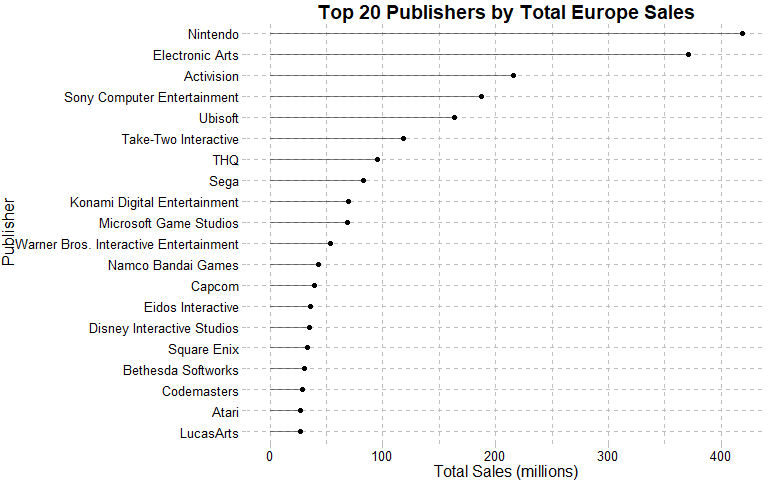 Top 20 Publishers by Total Europe Sales
Publisher
Nintendo
Electronic Arts
Activision
Sony Computer Entertainment
Ubisoft
Take-Two Interactive
THQ
Sega
Konami Digital Entertainment
Microsoft Game Studios
Warner Bros. Interactive Entertainment
Namco Bandai Games
Capcom
Eidos Interactive
Disney Interactive Studios
Square Enix
Bethesda Softworks
Codemasters
Atari
LucasArts
0 100 200 300 400
Total Sales (millions)